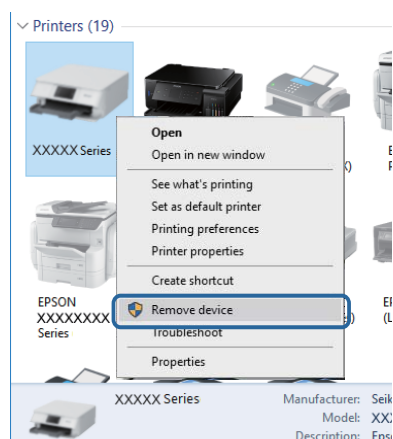 Printers (19)
XXXXX Series
Open
Open in new window
See what's printing
Set as default printer
Printing preferences
Printer properties
Create shortcut
Remove device
Troubleshoot
Properties
EPSON
XXXXXXXX
Series
XXXXX Series
Manufacturer:
Model:
Description: